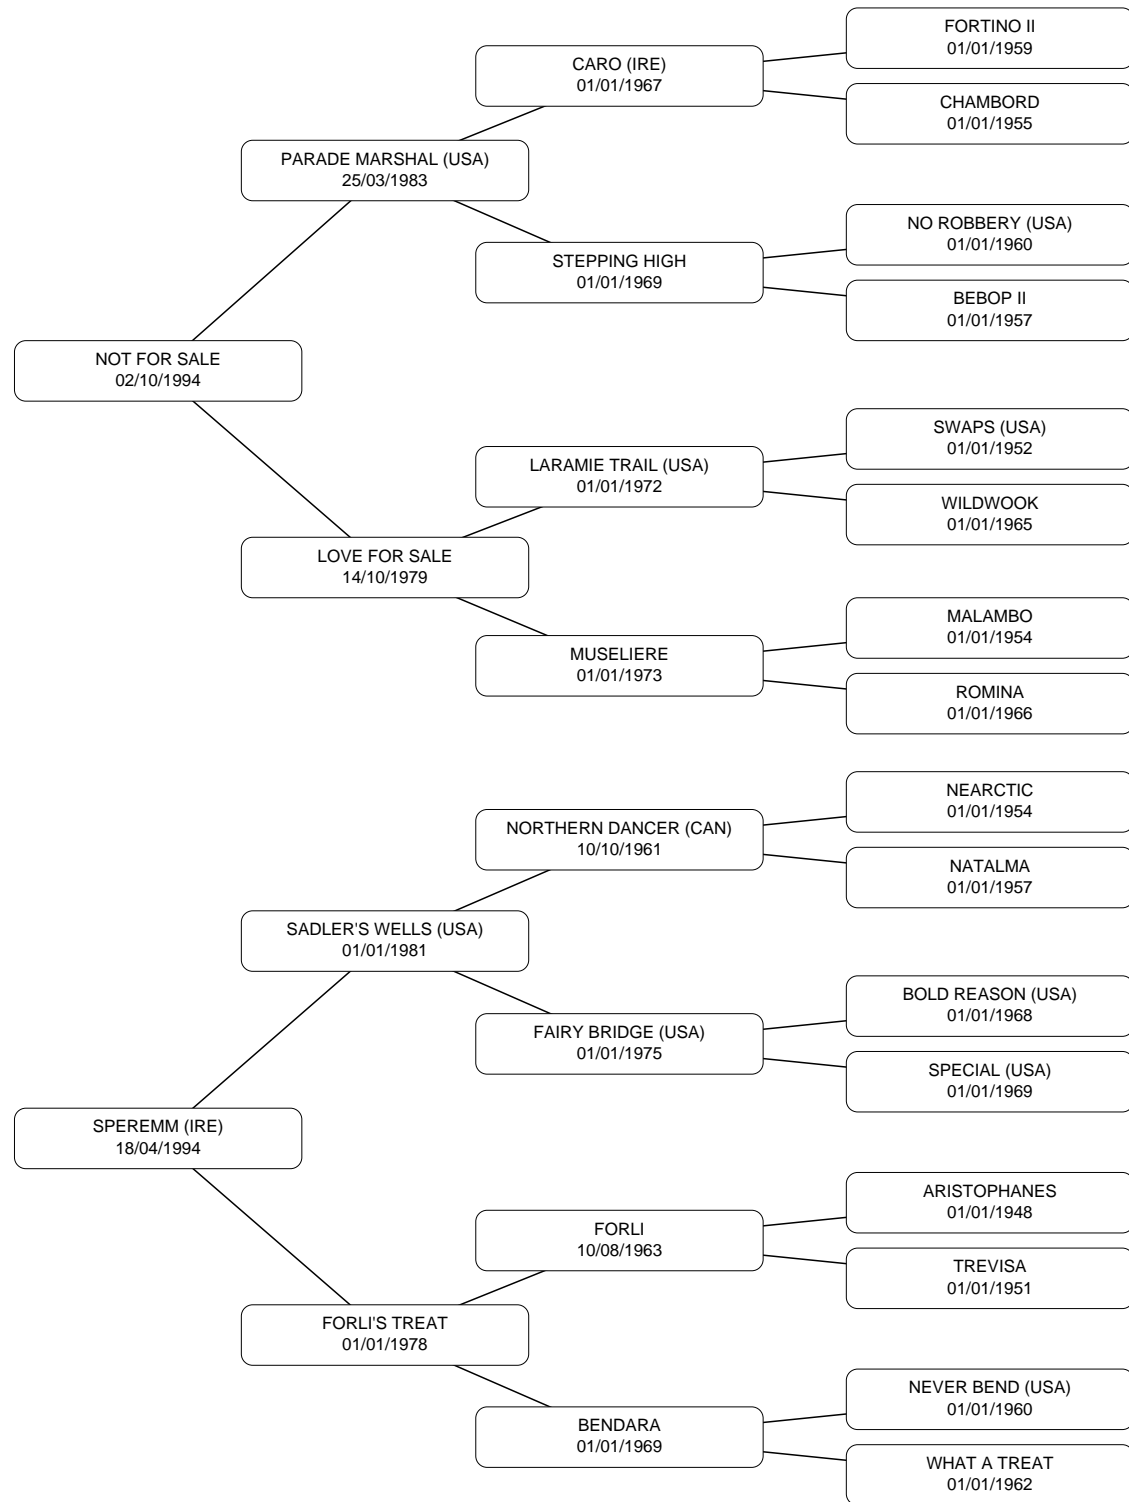 FORTINO II
01/01/1959
CARO (IRE)
01/01/1967
CHAMBORD
01/01/1955
PARADE MARSHAL (USA)
25/03/1983
NO ROBBERY (USA)
01/01/1960
STEPPING HIGH
01/01/1969
BEBOP II
01/01/1957
NOT FOR SALE
02/10/1994
SWAPS (USA)
01/01/1952
LARAMIE TRAIL (USA)
01/01/1972
WILDWOOK
01/01/1965
LOVE FOR SALE
14/10/1979
MALAMBO
01/01/1954
MUSELIERE
01/01/1973
ROMINA
01/01/1966
NEARCTIC
01/01/1954
NORTHERN DANCER (CAN)
10/10/1961
NATALMA
01/01/1957
SADLER'S WELLS (USA)
01/01/1981
BOLD REASON (USA)
01/01/1968
FAIRY BRIDGE (USA)
01/01/1975
SPECIAL (USA)
01/01/1969
SPEREMM (IRE)
18/04/1994
ARISTOPHANES
01/01/1948
FORLI
10/08/1963
TREVISA
01/01/1951
FORLI'S TREAT
01/01/1978
NEVER BEND (USA)
01/01/1960
BENDARA
01/01/1969
WHAT A TREAT
01/01/1962